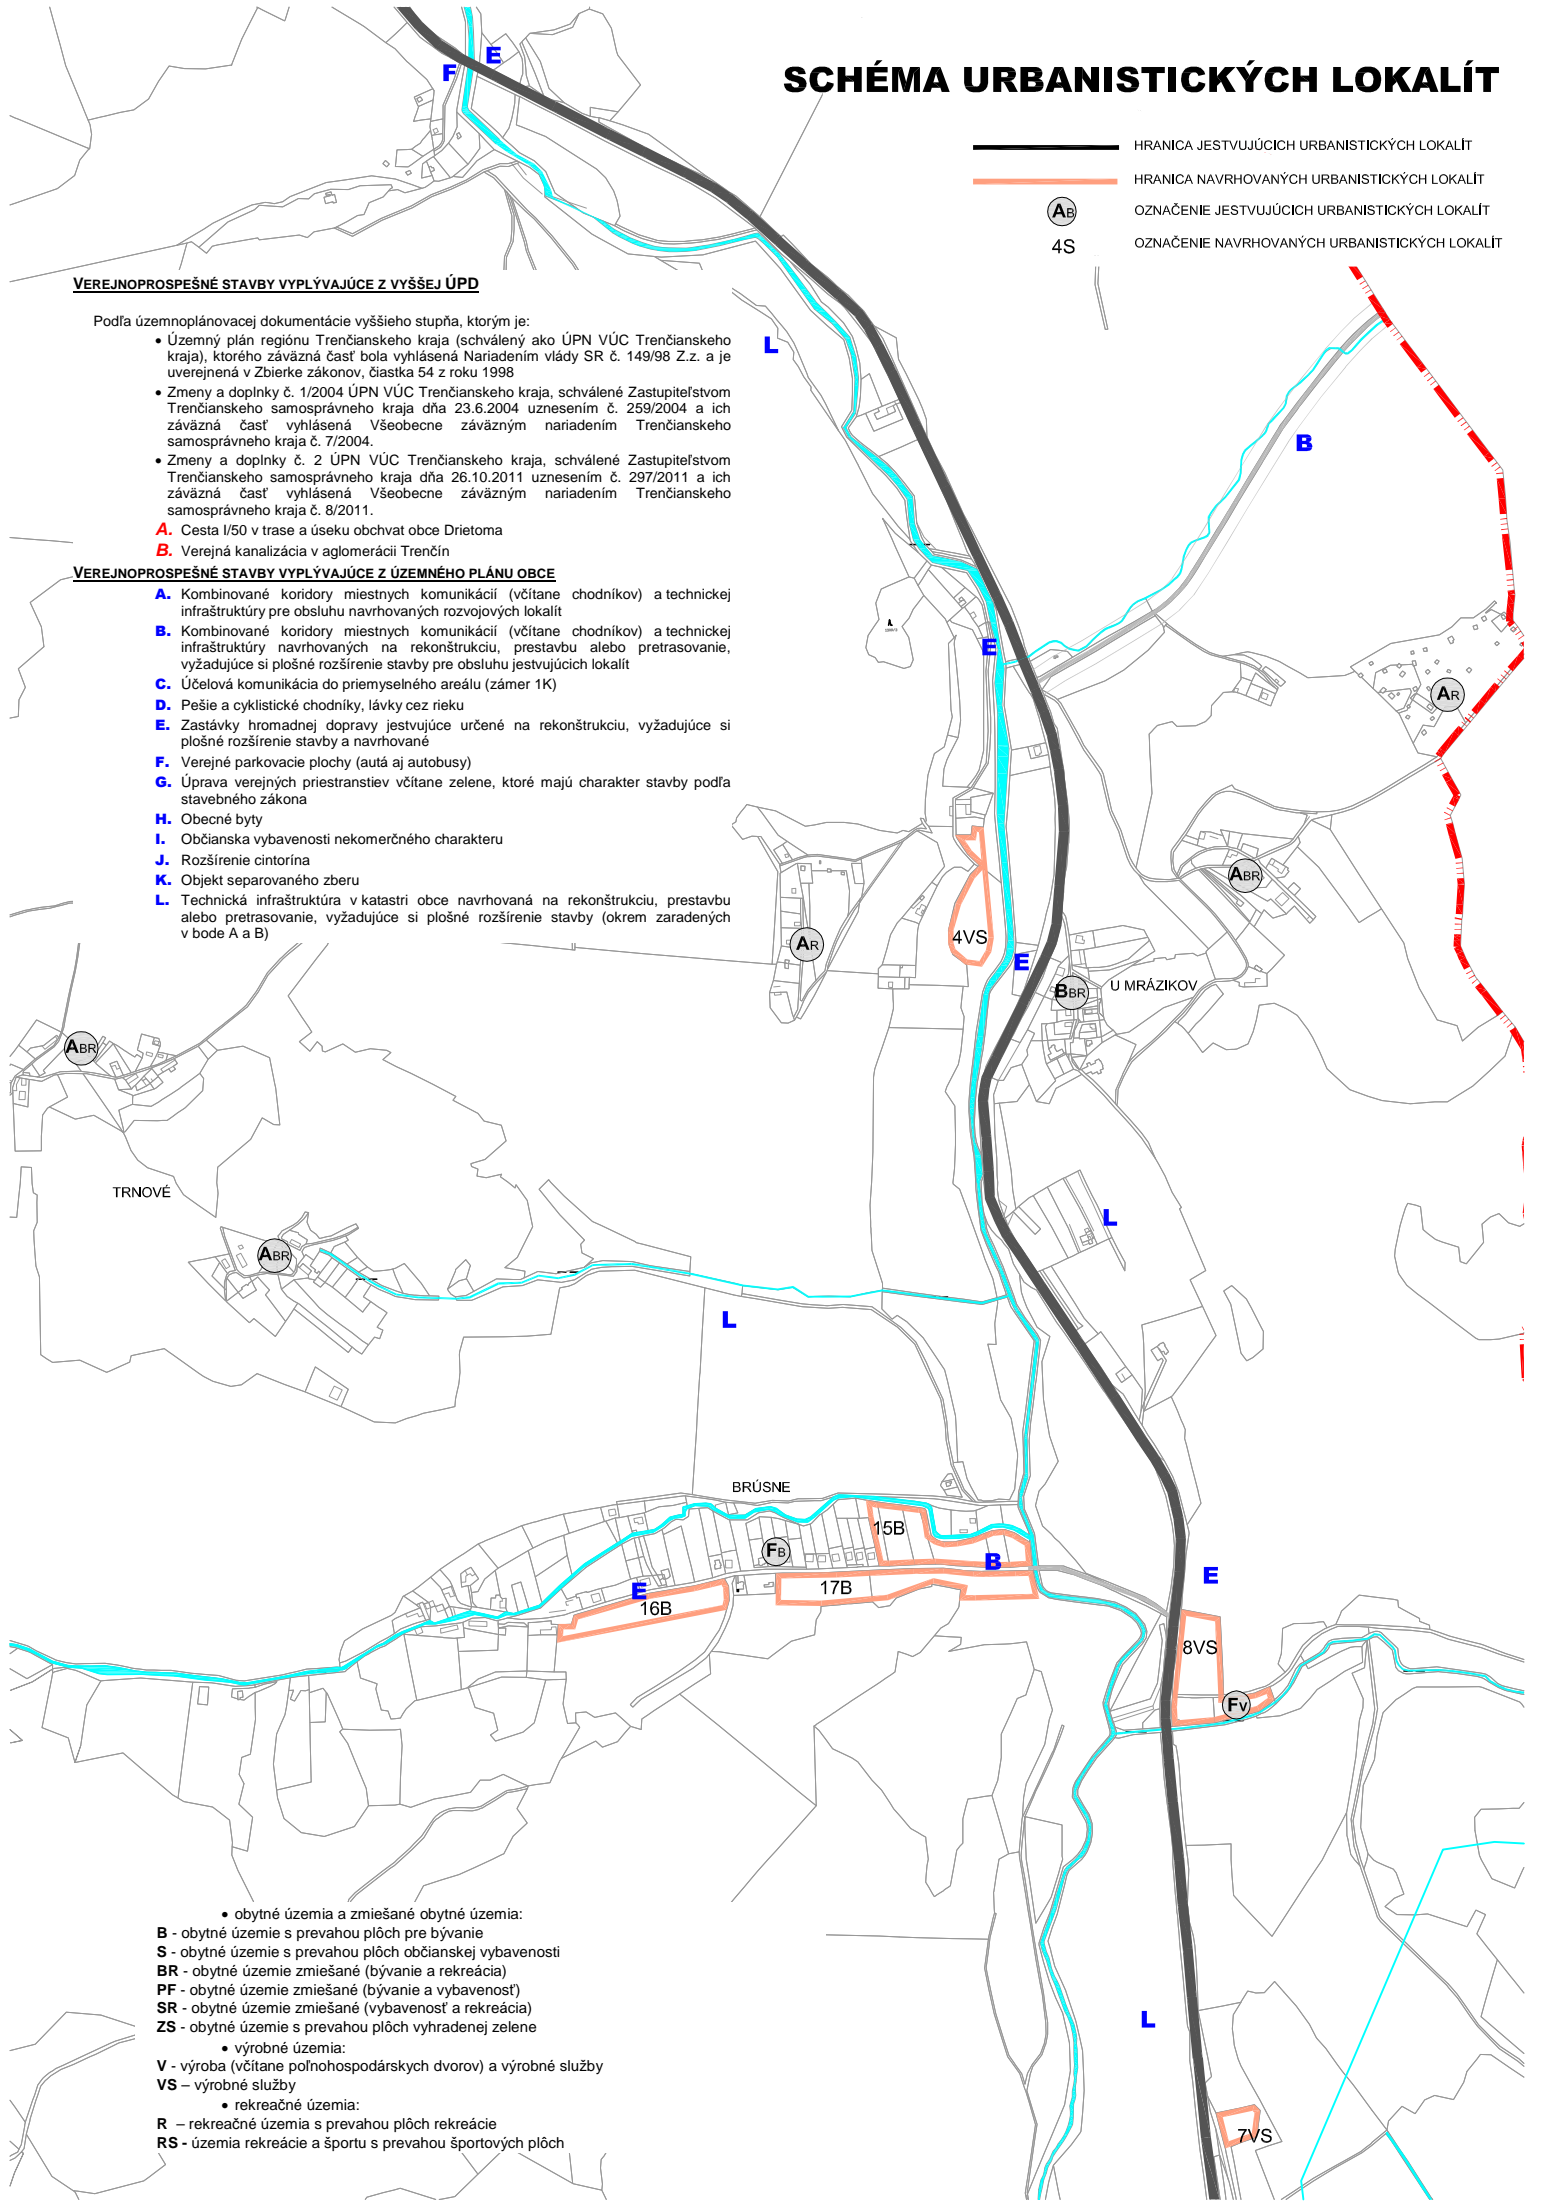 SCHÉMA URBANISTICKÝCH LOKALÍT
HRANICA JESTVUJÚCICH URBANISTICKÝCH LOKALÍT
HRANICA NAVRHOVANÝCH URBANISTICKÝCH LOKALÍT
AB OZNAČENIE JESTVUJÚCICH URBANISTICKÝCH LOKALÍT
4S OZNAČENIE NAVRHOVANÝCH URBANISTICKÝCH LOKALÍT
E
F
VEREJNOPROSPEŠNÉ STAVBY VYPLÝVAJÚCE Z VYŠŠEJ ÚPD
Podľa územnoplánovacej dokumentácie vyššieho stupňa, ktorým je:
• Územný plán regiónu Trenčianskeho kraja (schválený ako ÚPN VÚC Trenčianskeho
kraja), ktorého záväzná časť bola vyhlásená Nariadením vlády SR č. 149/98 Z.z. a je
uverejnená v Zbierke zákonov, čiastka 54 z roku 1998
• Zmeny a doplnky č. 1/2004 ÚPN VÚC Trenčianskeho kraja, schválené Zastupiteľstvom
Trenčianskeho samosprávneho kraja dňa 23.6.2004 uznesením č. 259/2004 a ich
záväzná časť vyhlásená Všeobecne záväzným nariadením Trenčianskeho
samosprávneho kraja č. 7/2004.
• Zmeny a doplnky č. 2 ÚPN VÚC Trenčianskeho kraja, schválené Zastupiteľstvom
Trenčianskeho samosprávneho kraja dňa 26.10.2011 uznesením č. 297/2011 a ich
záväzná časť vyhlásená Všeobecne záväzným nariadením Trenčianskeho
samosprávneho kraja č. 8/2011.
A. Cesta I/50 v trase a úseku obchvat obce Drietoma
B. Verejná kanalizácia v aglomerácii Trenčín
VEREJNOPROSPEŠNÉ STAVBY VYPLÝVAJÚCE Z ÚZEMNÉHO PLÁNU OBCE
A. Kombinované koridory miestnych komunikácií (včítane chodníkov) a technickej
infraštruktúry pre obsluhu navrhovaných rozvojových lokalít
B. Kombinované koridory miestnych komunikácií (včítane chodníkov) a technickej
infraštruktúry navrhovaných na rekonštrukciu, prestavbu alebo pretrasovanie,
vyžadujúce si plošné rozšírenie stavby pre obsluhu jestvujúcich lokalít
C. Účelová komunikácia do priemyselného areálu (zámer 1K)
D. Pešie a cyklistické chodníky, lávky cez rieku
E. Zastávky hromadnej dopravy jestvujúce určené na rekonštrukciu, vyžadujúce si
plošné rozšírenie stavby a navrhované
F. Verejné parkovacie plochy (autá aj autobusy)
G. Úprava verejných priestranstiev včítane zelene, ktoré majú charakter stavby podľa
stavebného zákona
H. Obecné byty
I. Občianska vybavenosti nekomerčného charakteru
J. Rozšírenie cintorína
K. Objekt separovaného zberu
L. Technická infraštruktúra v katastri obce navrhovaná na rekonštrukciu, prestavbu
alebo pretrasovanie, vyžadujúce si plošné rozšírenie stavby (okrem zaradených
v bode A a B)
L
B
E
AR
ABR
4VS
AR
E
BBR
U MRÁZIKOV
ABR
TRNOVÉ
L
ABR
L
BRÚSNE
15B
FB
B
E
17B
E
16B
8VS
FV
• obytné územia a zmiešané obytné územia:
B - obytné územie s prevahou plôch pre bývanie
S - obytné územie s prevahou plôch občianskej vybavenosti
BR - obytné územie zmiešané (bývanie a rekreácia)
PF - obytné územie zmiešané (bývanie a vybavenosť)
SR - obytné územie zmiešané (vybavenosť a rekreácia)
ZS - obytné územie s prevahou plôch vyhradenej zelene
• výrobné územia:
V - výroba (včítane poľnohospodárskych dvorov) a výrobné služby
VS – výrobné služby
• rekreačné územia:
R – rekreačné územia s prevahou plôch rekreácie
RS - územia rekreácie a športu s prevahou športových plôch
L
7VS